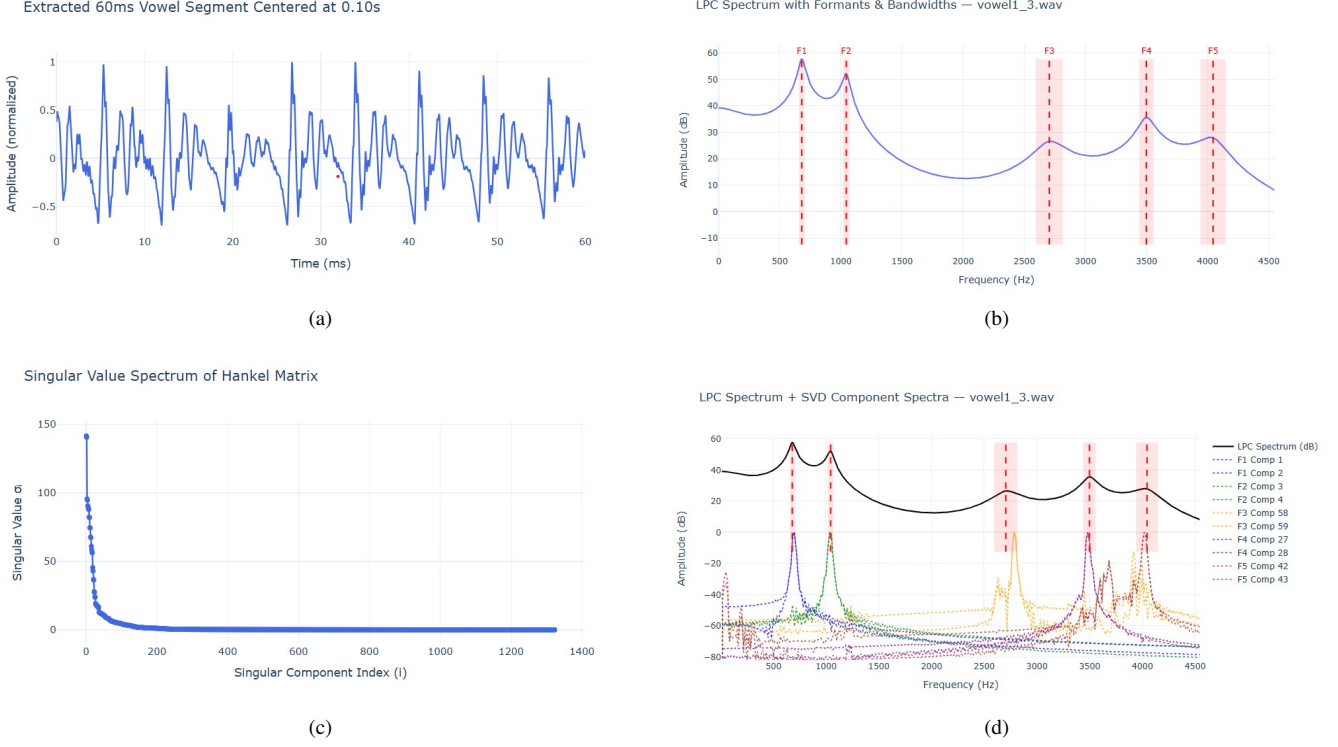 Extracted 60ms Vowel Segment Centered at 0.10s
Amplitude (normalized)
1
0.5
0
−0.5
0 10 20 30 40 50 60
Time (ms)
(a)
LPC Spectrum with Formants & Bandwidths — vowel1_3.wav
F1 F2 F3 F4 F5
Amplitude (dB)
60
50
40
30
20
10
0
−10
0 500 1000 1500 2000 2500 3000 3500 4000 4500
Frequency (Hz)
(b)
Singular Value Spectrum of Hankel Matrix
Singular Value σᵢ
150
100
50
0
0 200 400 600 800 1000 1200 1400
Singular Component Index (i)
(c)
LPC Spectrum + SVD Component Spectra — vowel1_3.wav
Amplitude (dB)
60
40
20
0
−20
−40
−60
−80
500 1000 1500 2000 2500 3000 3500 4000 4500
Frequency (Hz)
LPC Spectrum (dB)
F1 Comp 1
F1 Comp 2
F2 Comp 3
F2 Comp 4
F3 Comp 58
F3 Comp 59
F4 Comp 27
F4 Comp 28
F5 Comp 42
F5 Comp 43
(d)